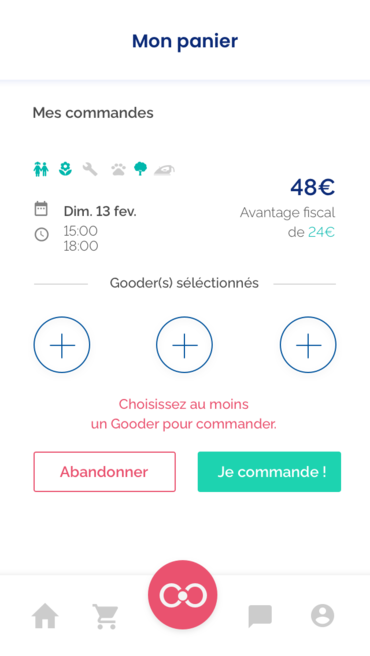 Mon panier
Mes commandes
48€
Dim. 13 fev.
Avantage fiscal
15:00
de 24€
18:00
Gooder(s) séléctionnés
Choisissez au moins
un Gooder pour commander.
Abandonner
Je commande !